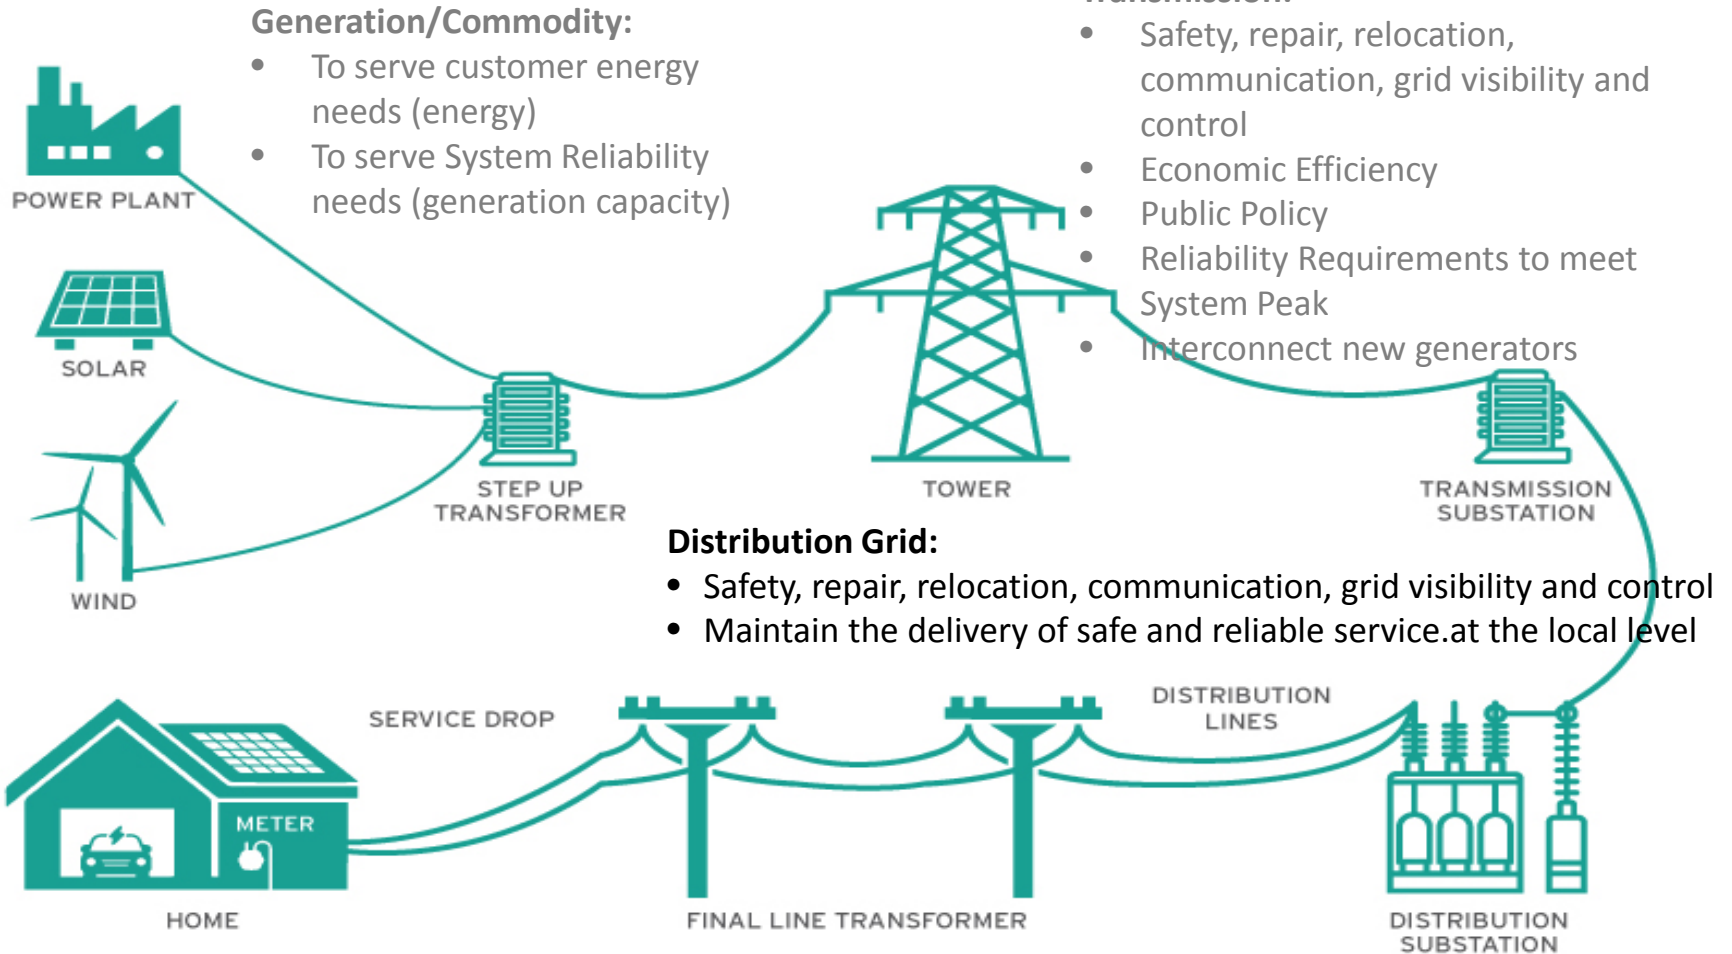 Generation/Commodity:
• To serve customer energy
needs (energy)
• To serve System Reliability
needs (generation capacity)
Transmission:
• Safety, repair, relocation,
communication, grid visibility and
control
• Economic Efficiency
• Public Policy
• Reliability Requirements to meet
System Peak
• Interconnect new generators
POWER PLANT
SOLAR
WIND
STEP UP
TRANSFORMER
TOWER
TRANSMISSION
SUBSTATION
Distribution Grid:
• Safety, repair, relocation, communication, grid visibility and control
• Maintain the delivery of safe and reliable service.at the local level
SERVICE DROP
DISTRIBUTION
LINES
METER
HOME
FINAL LINE TRANSFORMER
DISTRIBUTION
SUBSTATION